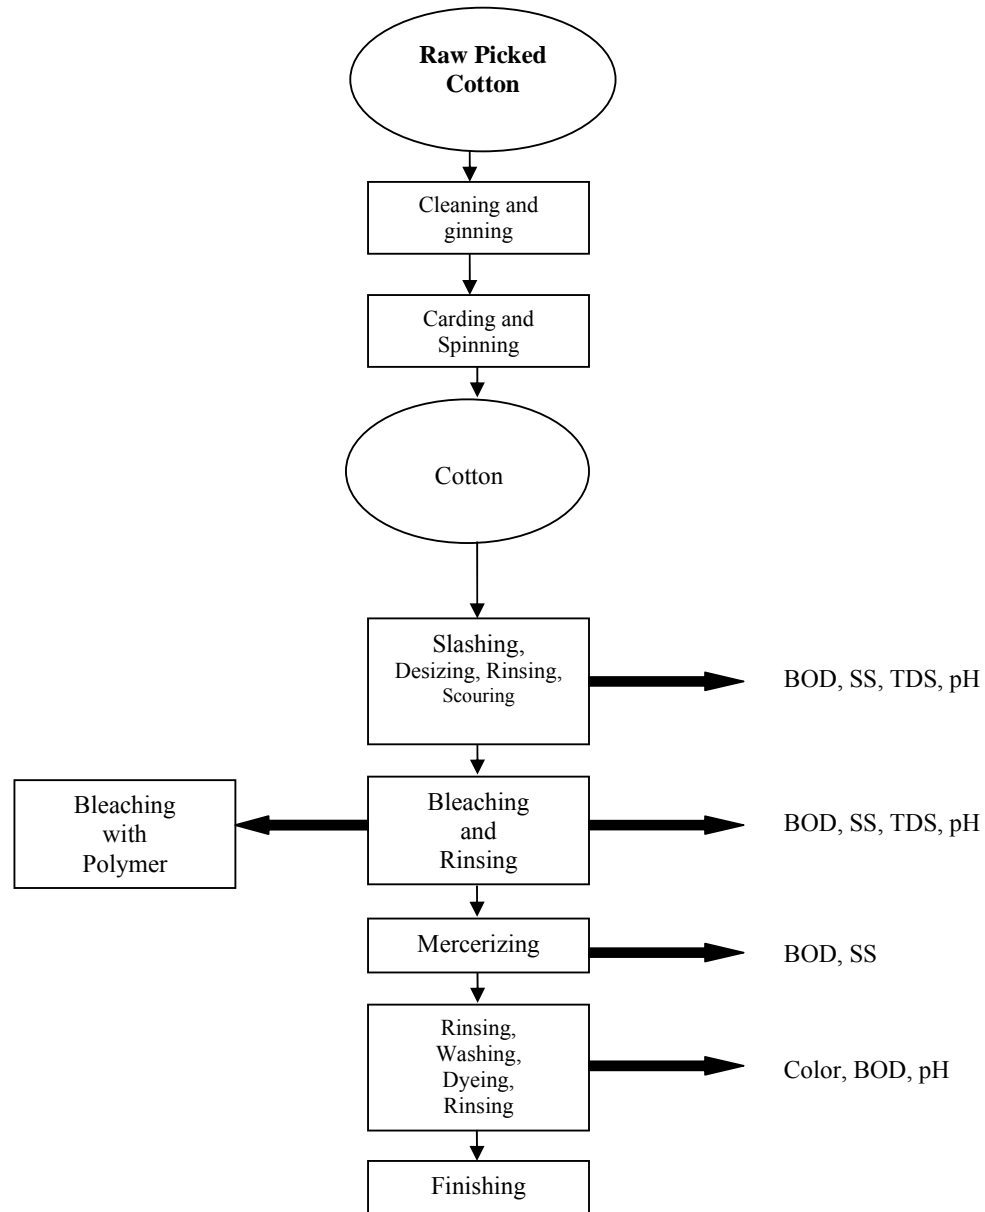 Raw Picked
Cotton
Cleaning and
ginning
Carding and
Spinning
Cotton
Slashing,
Desizing, Rinsing,
Scouring
BOD, SS, TDS, pH
Bleaching
with
Polymer
Bleaching
and
Rinsing
BOD, SS, TDS, pH
Mercerizing
BOD, SS
Rinsing,
Washing,
Dyeing,
Rinsing
Color, BOD, pH
Finishing